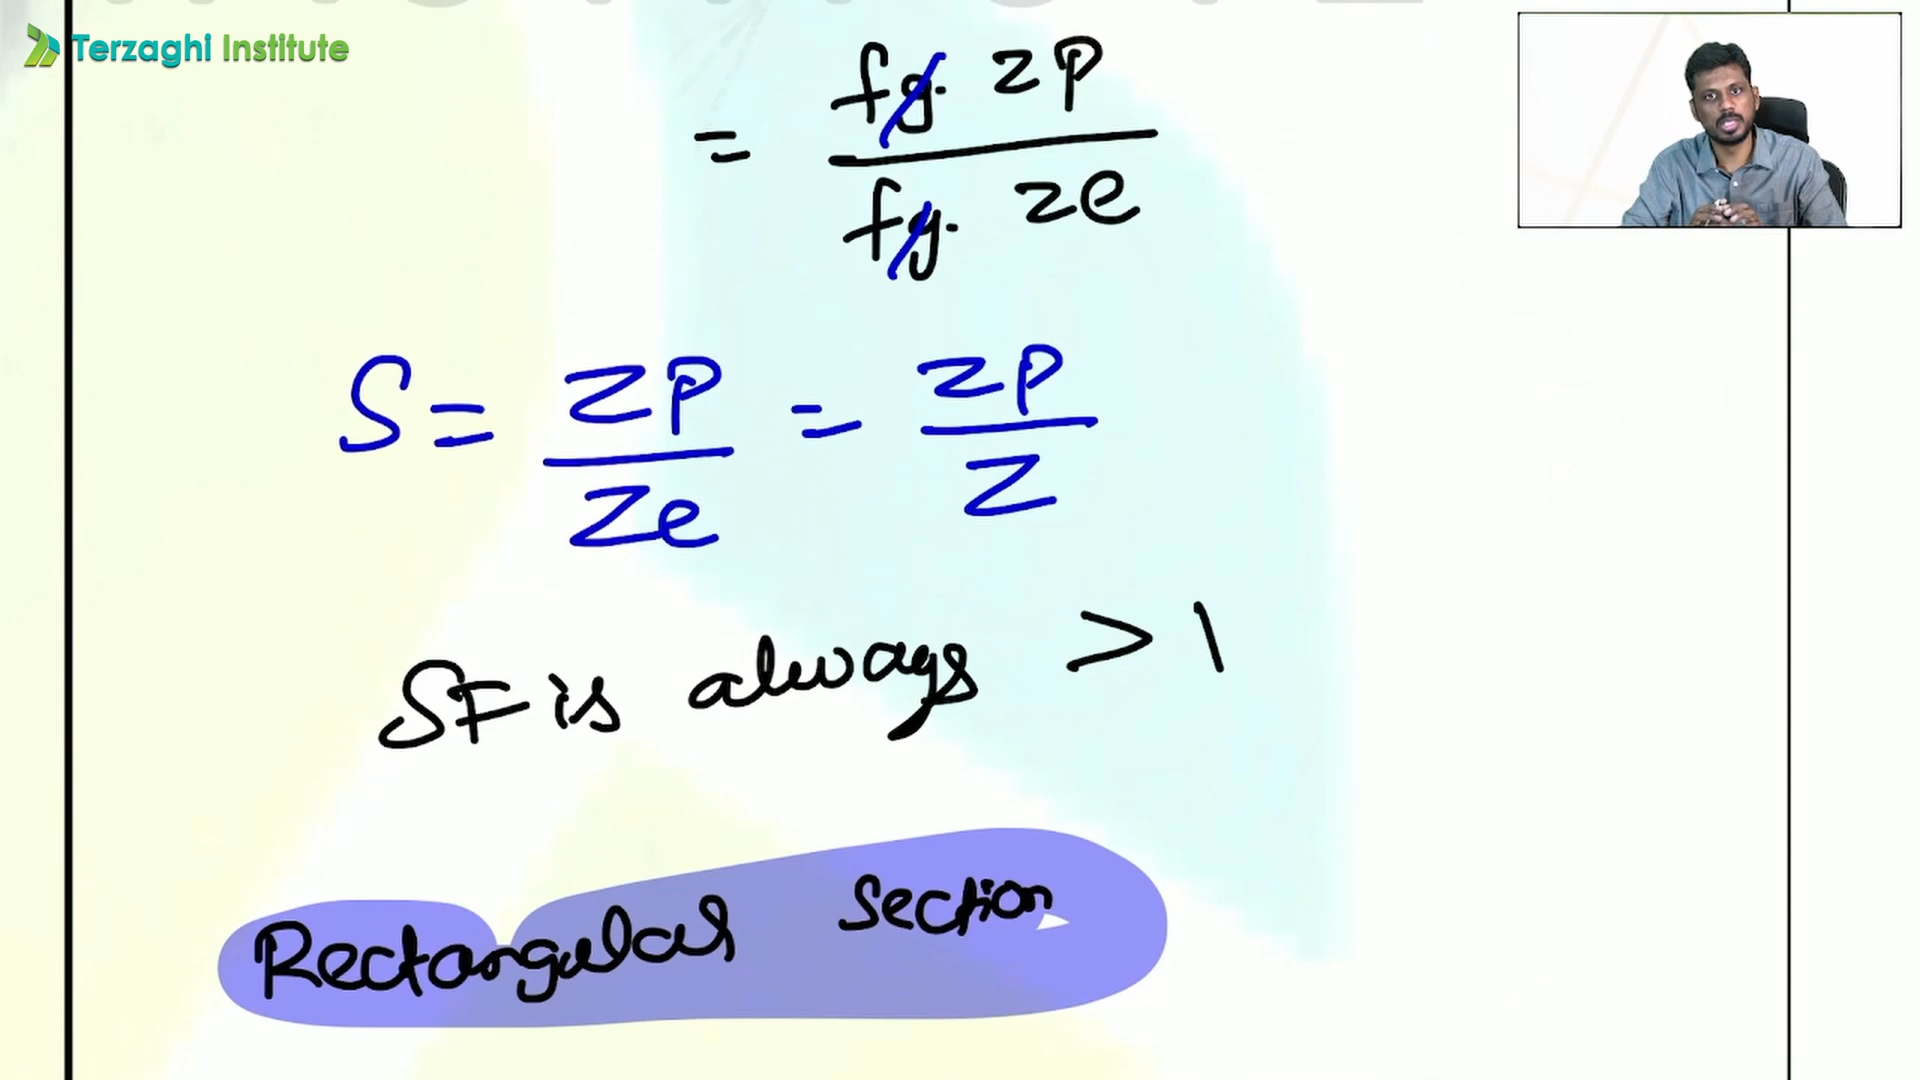 Terzaghi Institute
= fy. ZP
fy. Ze
S = ZP = ZP
Ze Z
SF is always > 1
Rectangular section